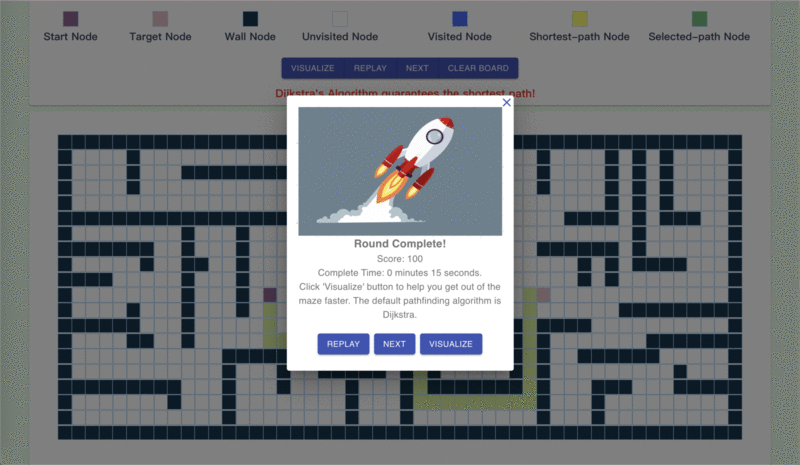 Start Node Target Node Wall Node Unvisited Node Visited Node Shortest-path Node Selected-path Node
VISUALIZE REPLAY NEXT CLEAR BOARD
Dijkstra's Algorithm guarantees the shortest path!
Round Complete!
Score: 100
Complete Time: 0 minutes 15 seconds.
Click 'Visualize' button to help you get out of the
maze faster. The default pathfinding algorithm is
Dijkstra.
REPLAY NEXT VISUALIZE